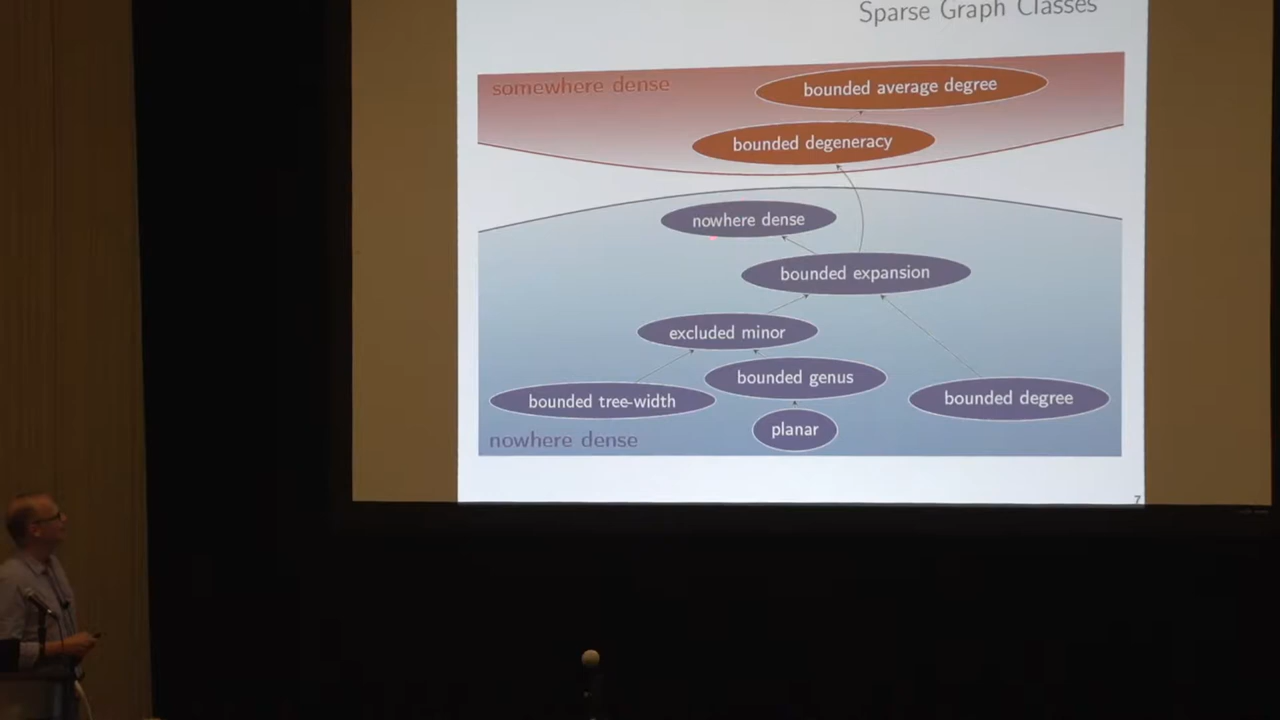 Sparse Graph Classes
somewhere dense
bounded average degree
bounded degeneracy
nowhere dense
bounded expansion
excluded minor
bounded genus
bounded tree-width
bounded degree
planar
nowhere dense
7